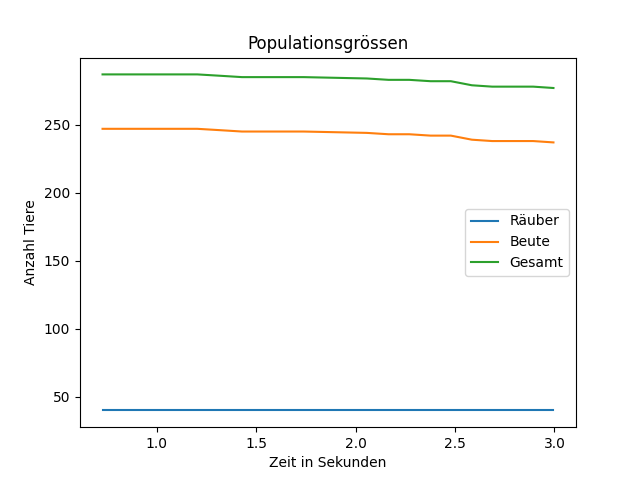 Populationsgrössen
Anzahl Tiere
250
200
150
100
50
Räuber
Beute
Gesamt
1.0 1.5 2.0 2.5 3.0
Zeit in Sekunden